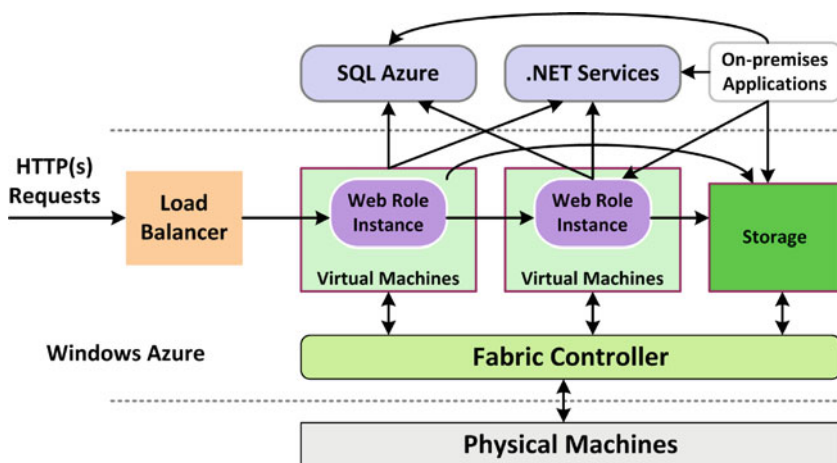 SQL Azure
.NET Services
On-premises
Applications
HTTP(s)
Requests
Load
Balancer
Web Role
Instance
Virtual Machines
Web Role
Instance
Virtual Machines
Storage
Windows Azure
Fabric Controller
Physical Machines